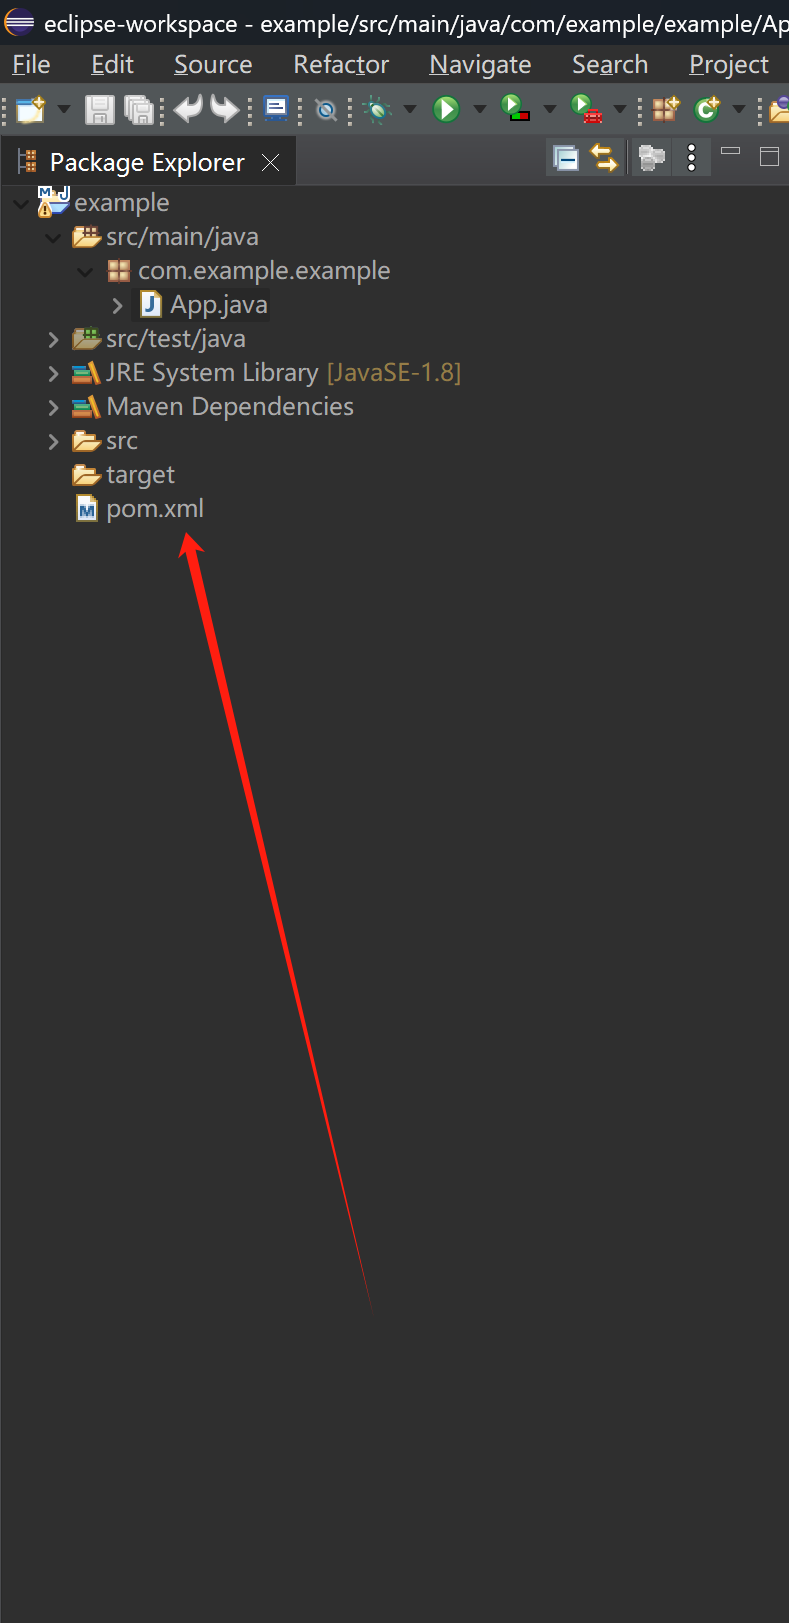 eclipse-workspace - example/src/main/java/com/example/example/Ap
File Edit Source Refactor Navigate Search Project
Package Explorer
example
src/main/java
com.example.example
App.java
src/test/java
JRE System Library [JavaSE-1.8]
Maven Dependencies
src
target
pom.xml